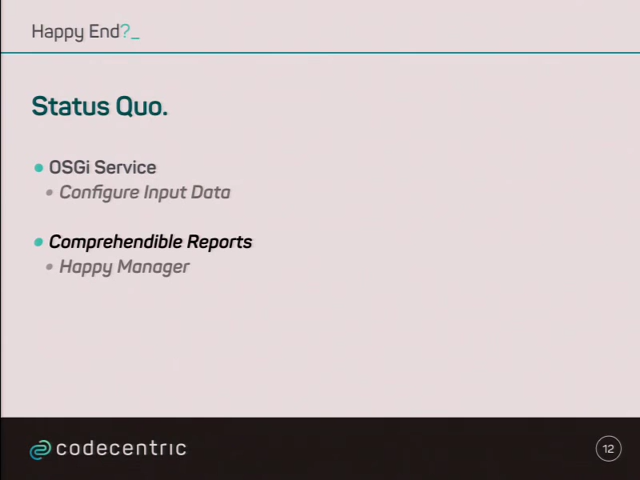 Happy End?_
Status Quo.
• OSGi Service
• Configure Input Data
• Comprehendible Reports
• Happy Manager
codecentric
12